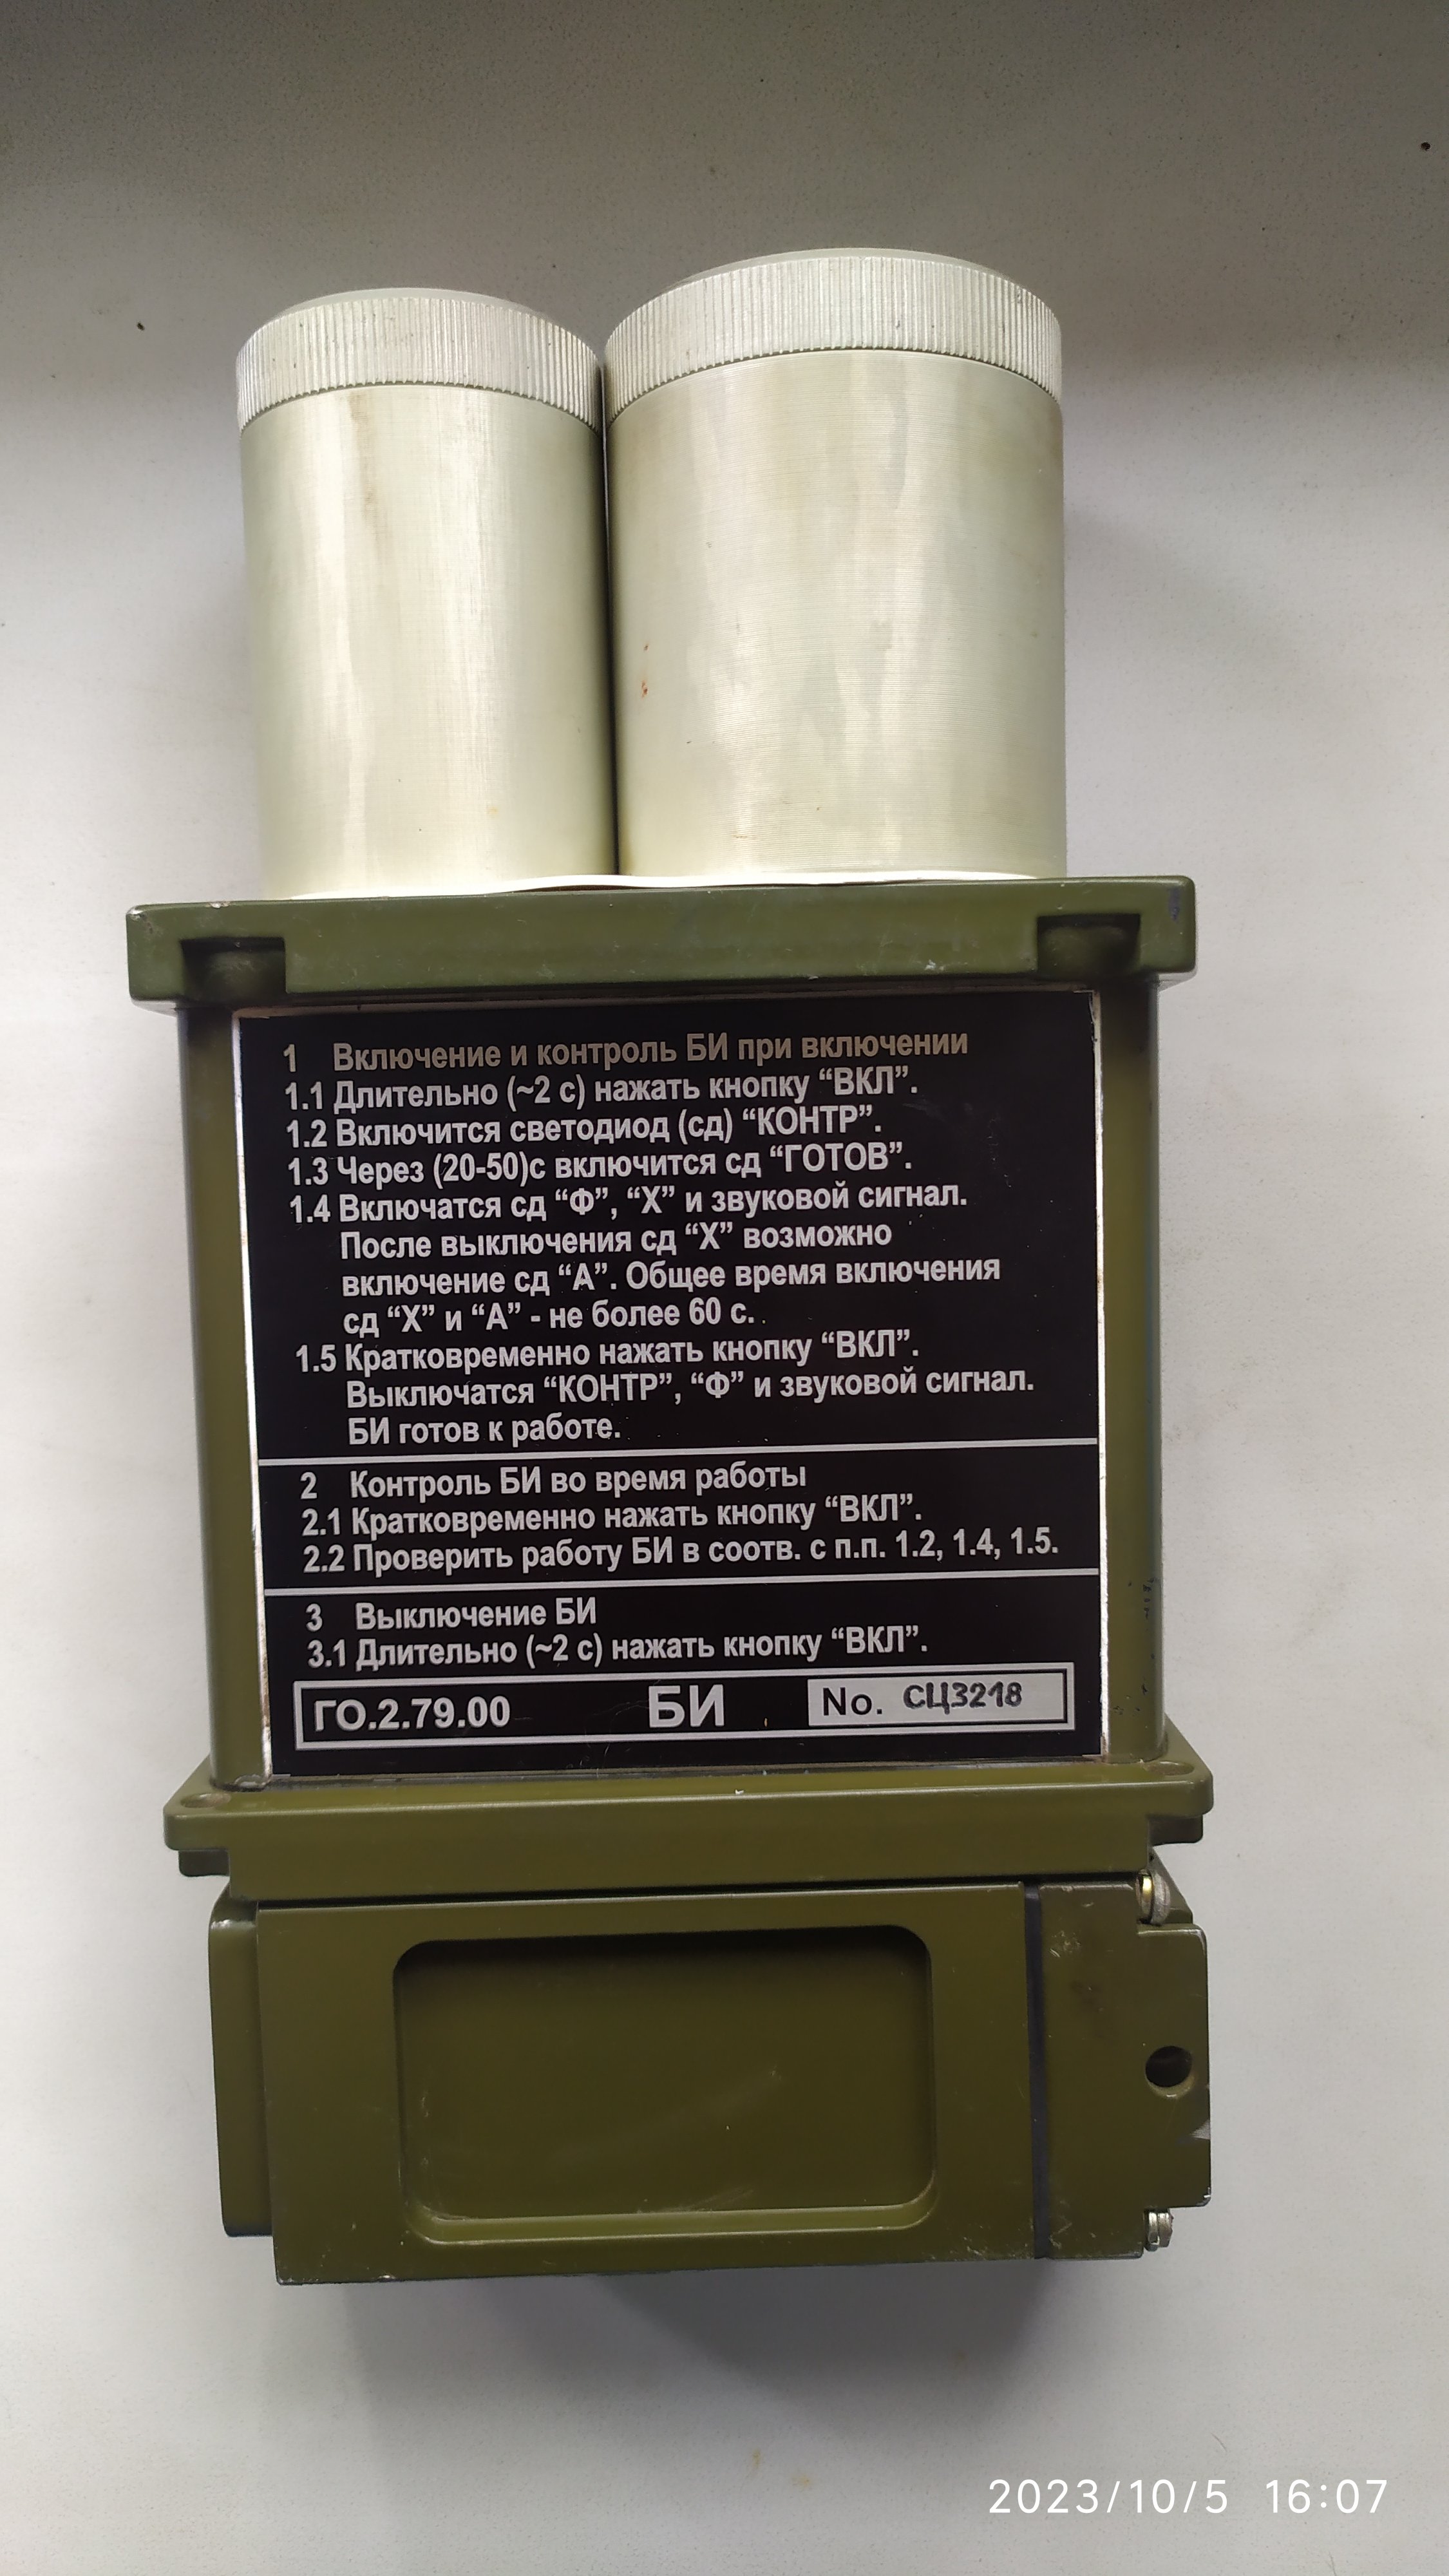 1 Включение и контроль БИ при включении
1.1 Длительно (~2 с) нажать кнопку “ВКЛ”.
1.2 Включится светодиод (сд) “КОНТР”.
1.3 Через (20-50)с включится сд “ГОТОВ”.
1.4 Включатся сд “Ф”, “Х” и звуковой сигнал.
После выключения сд “Х” возможно
включение сд “А”. Общее время включения
сд “Х” и “А” - не более 60 с.
1.5 Кратковременно нажать кнопку “ВКЛ”.
Выключатся “КОНТР”, “Ф” и звуковой сигнал.
БИ готов к работе.
2 Контроль БИ во время работы
2.1 Кратковременно нажать кнопку “ВКЛ”.
2.2 Проверить работу БИ в соотв. с п.п. 1.2, 1.4, 1.5.
3 Выключение БИ
3.1 Длительно (~2 с) нажать кнопку “ВКЛ”.
ГО.2.79.00 БИ No. СЦ3218
2023/10/5 16:07